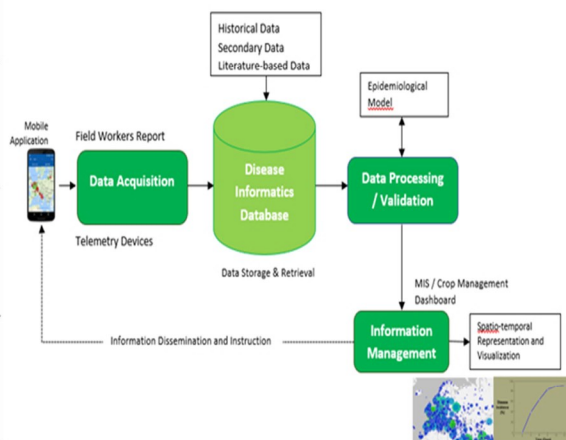 Historical Data
Secondary Data
Literature-based Data
Epidemiological
Model
Mobile
Application
Field Workers Report
Data Acquisition
Telemetry Devices
Disease
Informatics
Database
Data Storage & Retrieval
Data Processing
/ Validation
MIS / Crop Management
Dashboard
Information Dissemination and Instruction
Information
Management
Spatio-temporal
Representation and
Visualization